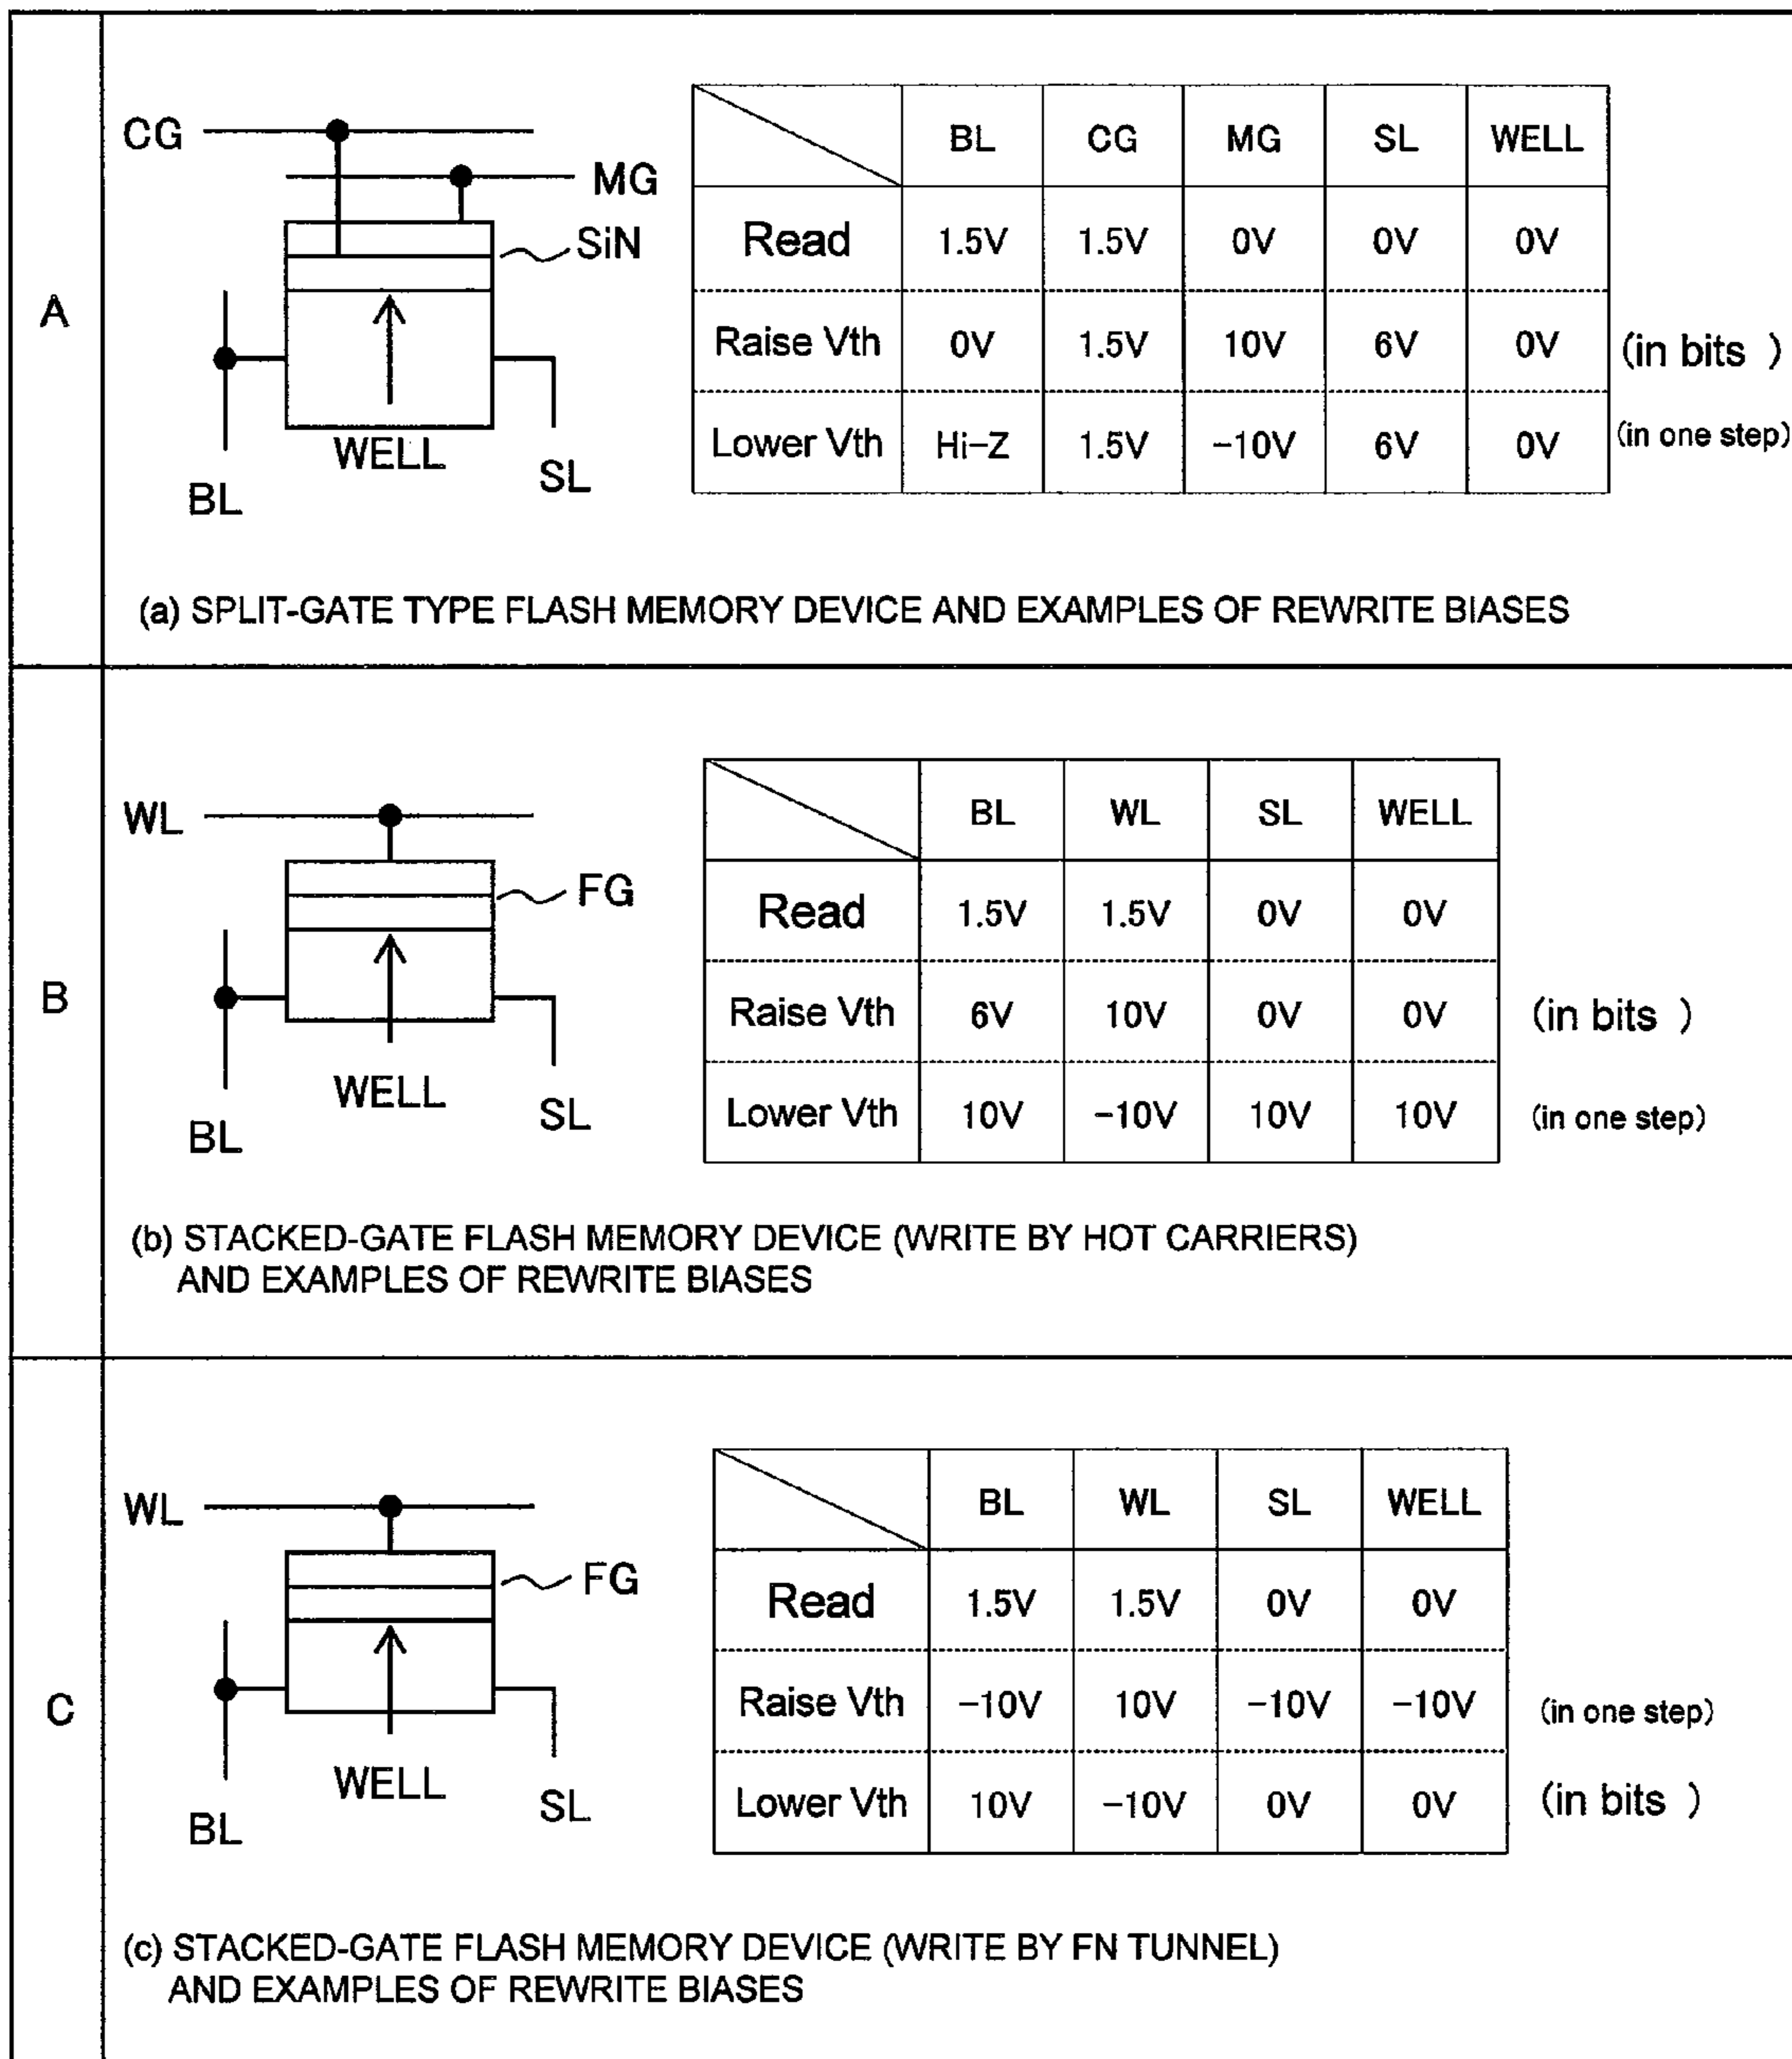 A
CG
MG
SiN
WELL
BL
SL
BL CG MG SL WELL
Read 1.5V 1.5V 0V 0V 0V
Raise Vth 0V 1.5V 10V 6V 0V (in bits )
Lower Vth Hi-Z 1.5V -10V 6V 0V (in one step)
(a) SPLIT-GATE TYPE FLASH MEMORY DEVICE AND EXAMPLES OF REWRITE BIASES
B
WL
FG
WELL
BL
SL
BL WL SL WELL
Read 1.5V 1.5V 0V 0V
Raise Vth 6V 10V 0V 0V (in bits )
Lower Vth 10V -10V 10V 10V (in one step)
(b) STACKED-GATE FLASH MEMORY DEVICE (WRITE BY HOT CARRIERS)
AND EXAMPLES OF REWRITE BIASES
C
WL
FG
WELL
BL
SL
BL WL SL WELL
Read 1.5V 1.5V 0V 0V
Raise Vth -10V 10V -10V -10V (in one step)
Lower Vth 10V -10V 0V 0V (in bits )
(c) STACKED-GATE FLASH MEMORY DEVICE (WRITE BY FN TUNNEL)
AND EXAMPLES OF REWRITE BIASES